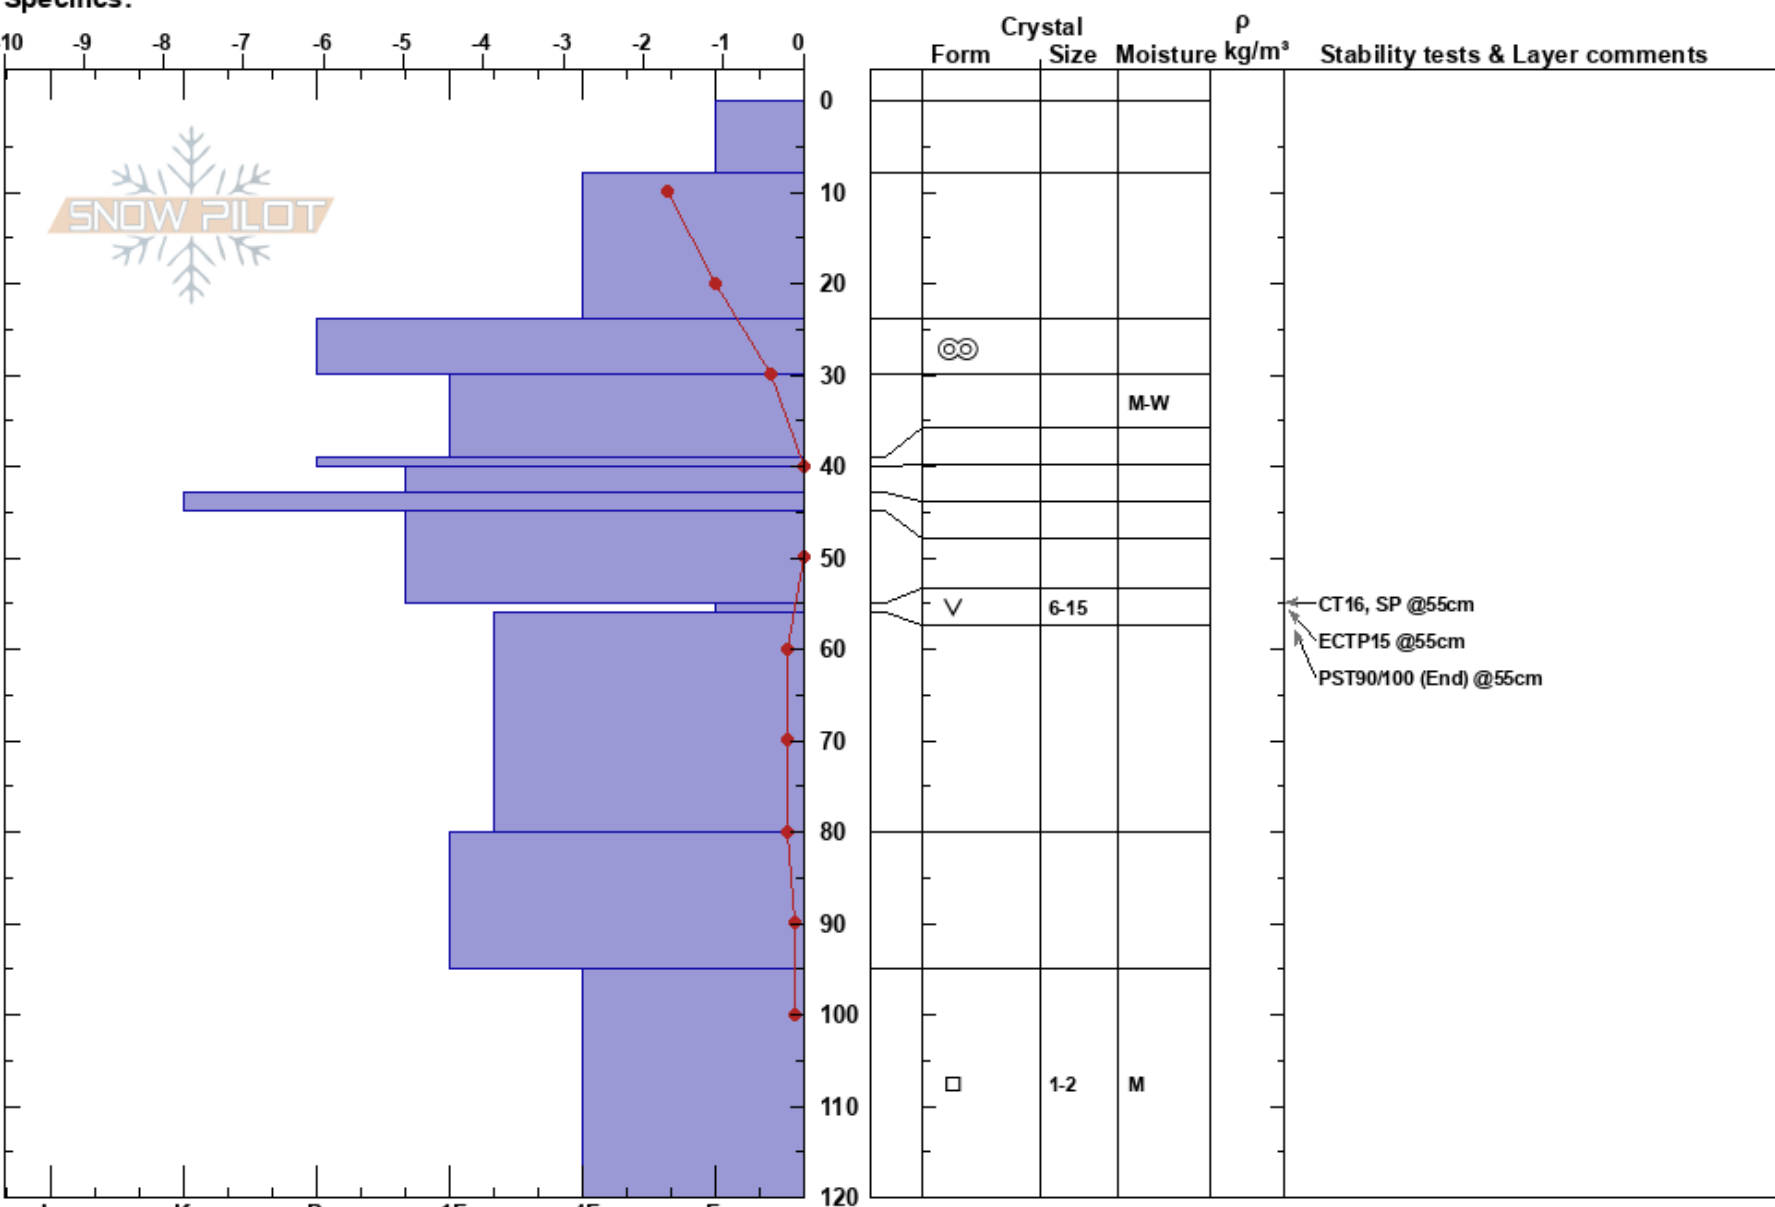 Specifics:
-10 -9 -8 -7 -6 -5 -4 -3 -2 -1 0
Crystal ρ
Form Size Moisture kg/m³ Stability tests & Layer comments
0
SNOW PILOT
10
20
30
M-W
40
50
V 6-15 CT16, SP @55cm
ECTP15 @55cm
60
PST90/100 (End) @55cm
70
80
90
100
1-2 M
110
120